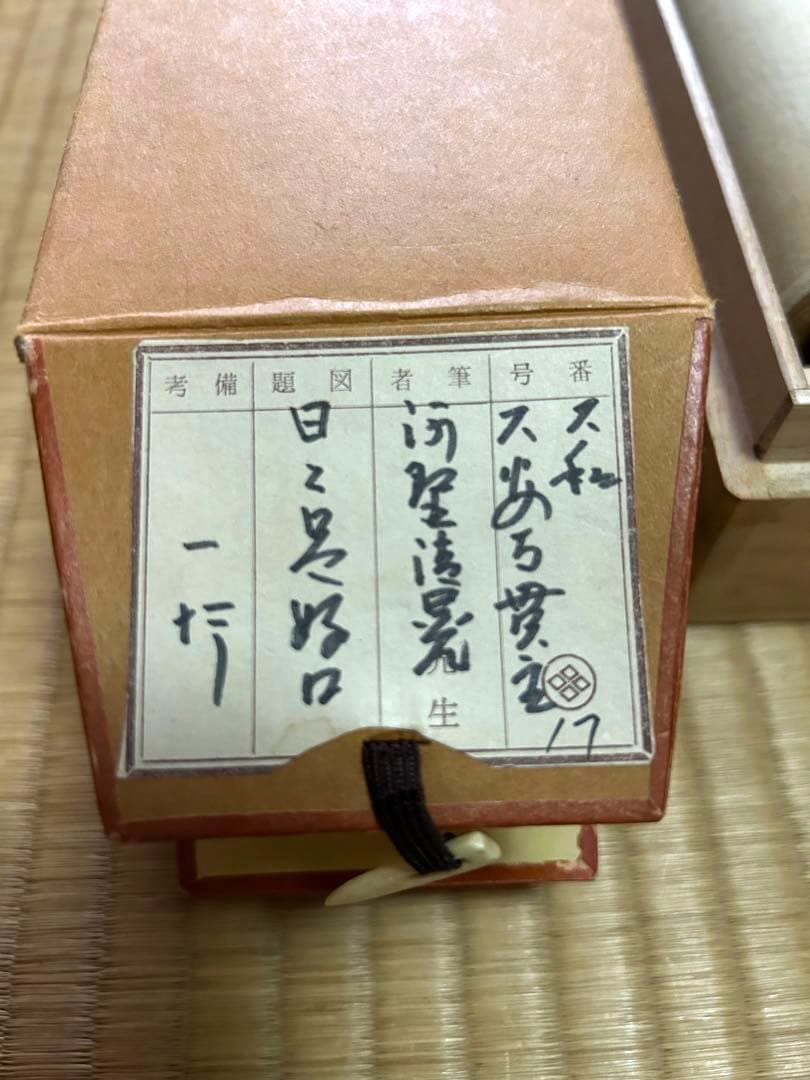 番号
大和
大安寺貫主
17
筆者
河野清晃
先生
図題
日々是好日
備考
一行